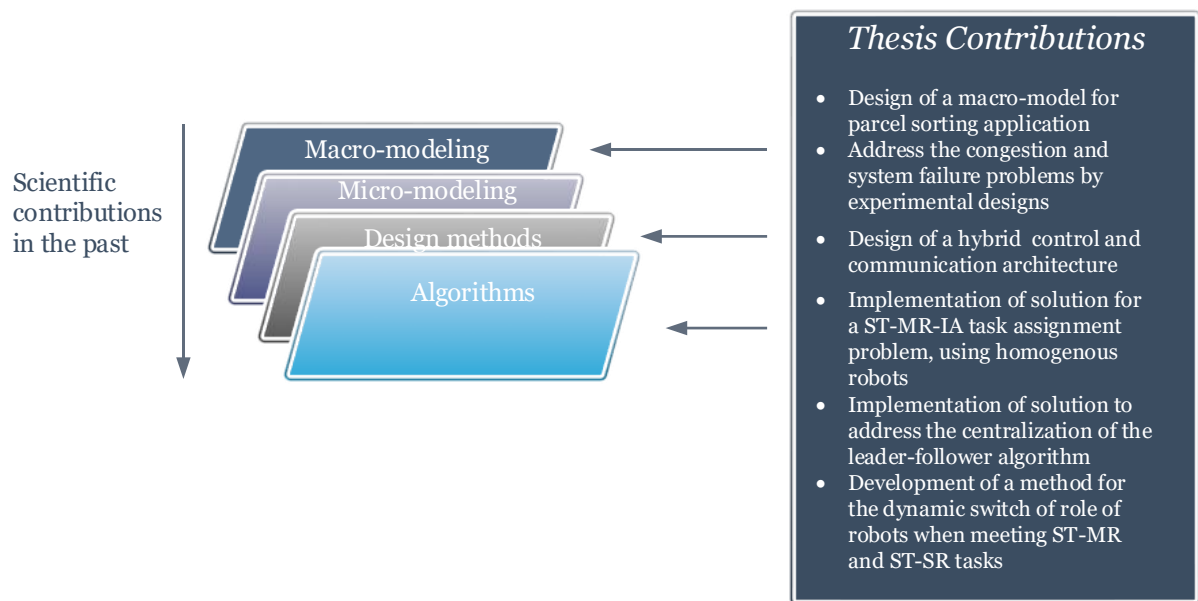 Scientific
contributions
in the past
Macro-modeling
Micro-modeling
Design methods
Algorithms
Thesis Contributions
• Design of a macro-model for
parcel sorting application
• Address the congestion and
system failure problems by
experimental designs
• Design of a hybrid control and
communication architecture
• Implementation of solution for
a ST-MR-IA task assignment
problem, using homogenous
robots
• Implementation of solution to
address the centralization of the
leader-follower algorithm
• Development of a method for
the dynamic switch of role of
robots when meeting ST-MR
and ST-SR tasks